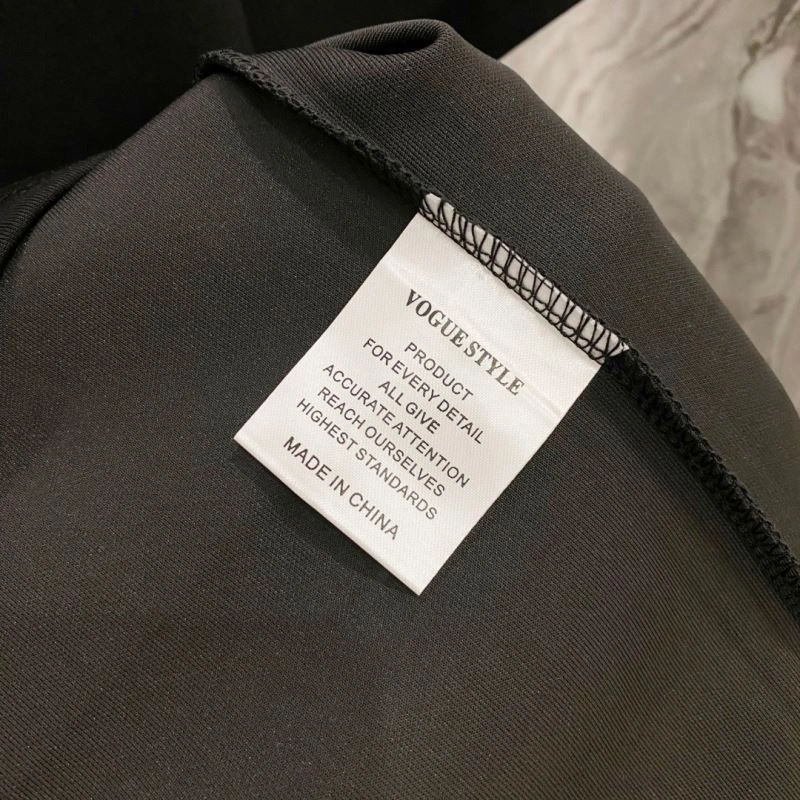 VOGUE STYLE
PRODUCT
FOR EVERY DETAIL
ALL GIVE
ACCURATE ATTENTION
REACH OURSELVES
HIGHEST STANDARDS
MADE IN CHINA